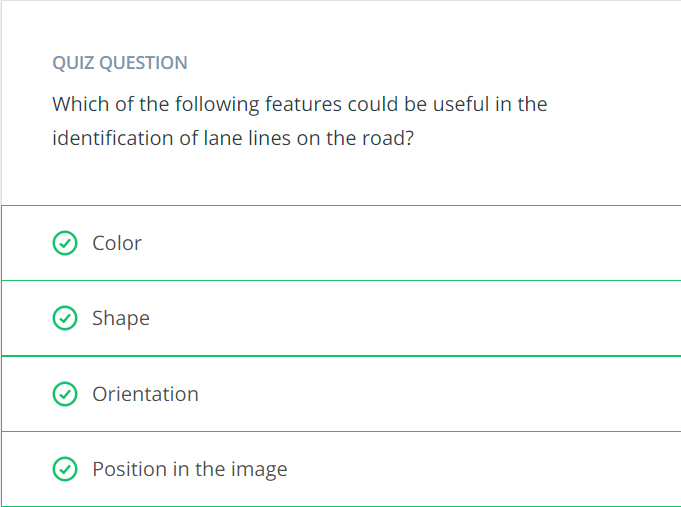 QUIZ QUESTION
Which of the following features could be useful in the
identification of lane lines on the road?
Color
Shape
Orientation
Position in the image